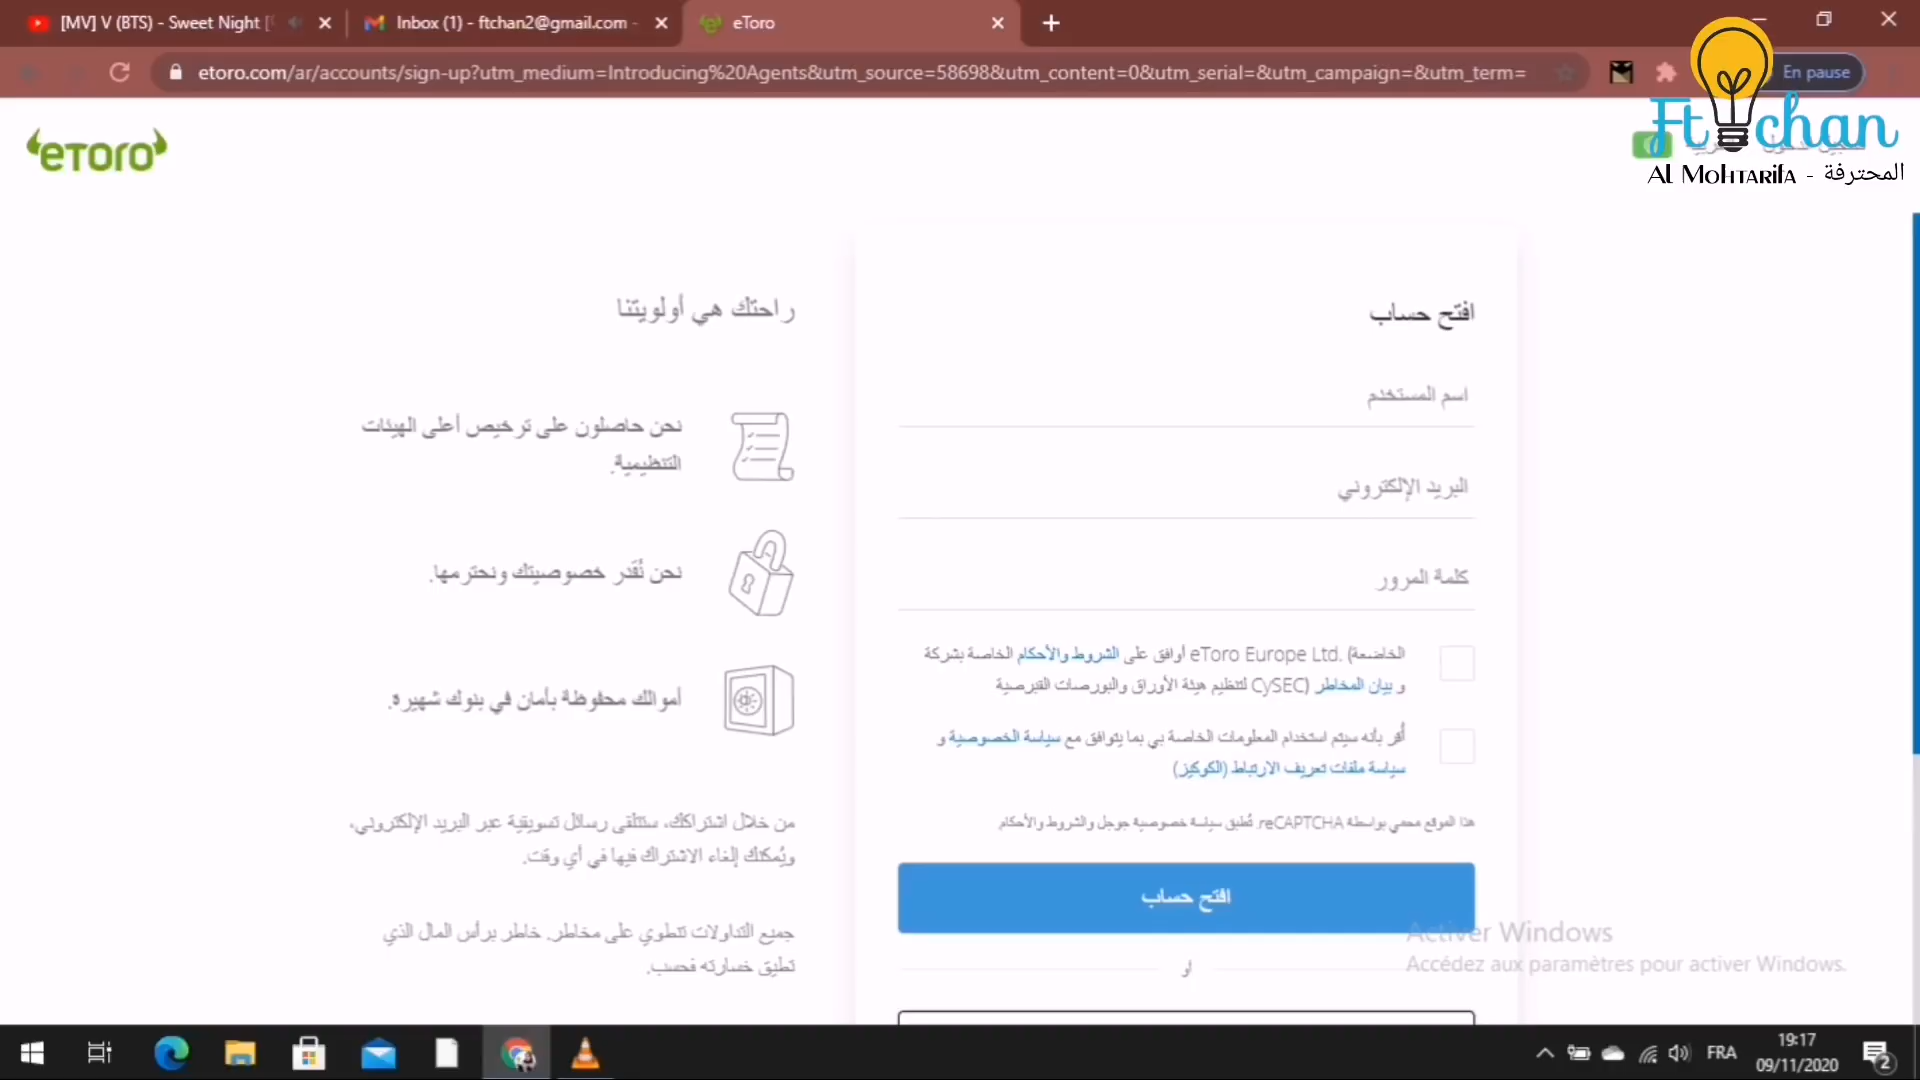 [MV] V (BTS) - Sweet Night [
Inbox (1) - ftchan2@gmail.com -
eToro
etoro.com/ar/accounts/sign-up?utm_medium=Introducing%20Agents&utm_source=58698&utm_content=0&utm_serial=&utm_campaign=&utm_term=
En pause
eToro
Ft chan
Al Mohtarifa - المحترفة
افتح حساب
اسم المستخدم
البريد الإلكتروني
كلمة المرور
أوافق على الشروط والأحكام الخاصة بشركة eToro Europe Ltd. (الخاضعة
لتنظيم هيئة الأوراق والبورصات القبرصية CySEC) و بيان المخاطر
أقر بأنه سيتم استخدام المعلومات الخاصة بي بما يتوافق مع سياسة الخصوصية و
سياسة ملفات تعريف الارتباط (الكوكيز)
هذا الموقع محمي بواسطة reCAPTCHA. تُطبق سياسة خصوصية جوجل والشروط والأحكام.
افتح حساب
أو
راحتك هي أولويتنا
نحن حاصلون على ترخيص أعلى الهيئات
التنظيمية.
نحن نُقَدر خصوصيتك ونحترمها.
أموالك محفوظة بأمان في بنوك شهيرة.
من خلال اشتراكك، ستتلقى رسائل تسويقية عبر البريد الإلكتروني،
ويُمكنك إلغاء الاشتراك فيها في أي وقت.
جميع التداولات تنطوي على مخاطر. خاطر برأس المال الذي
تطيق خسارته فحسب.
Activer Windows
Accédez aux paramètres pour activer Windows.
FRA
19:17
09/11/2020
2